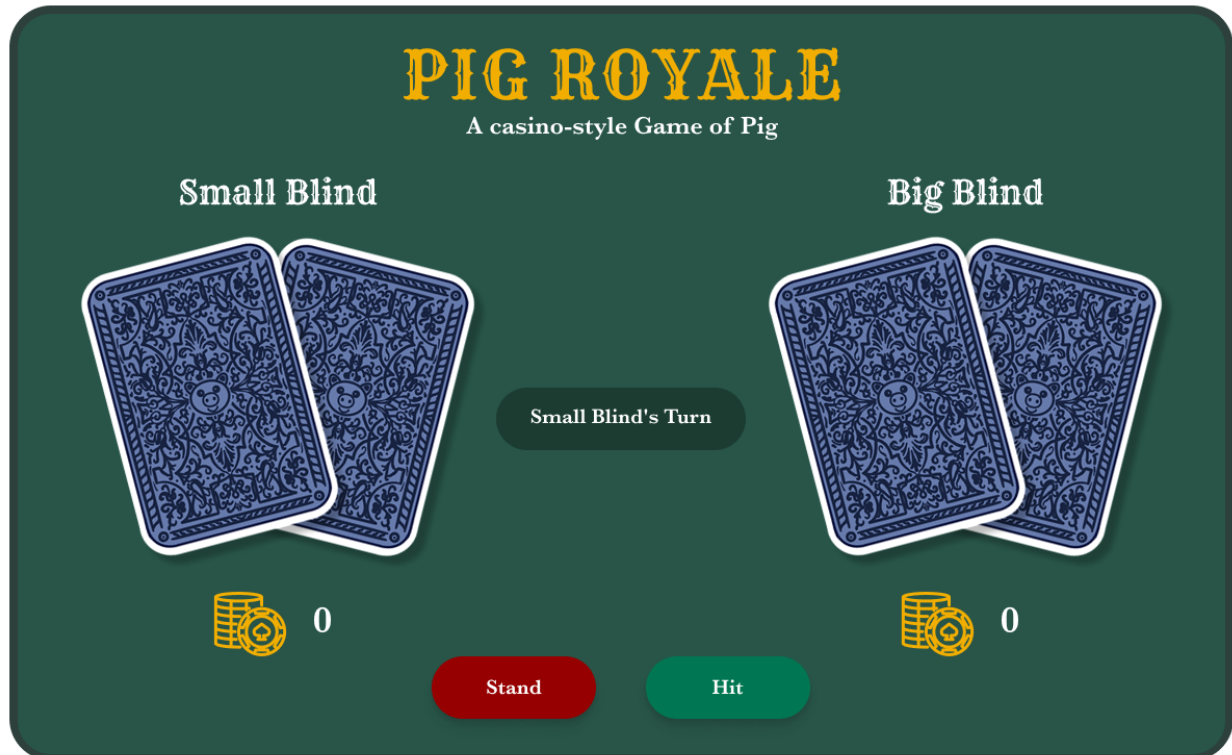 PIG ROYALE
A casino-style Game of Pig
Small Blind
Big Blind
Small Blind's Turn
0
0
Stand
Hit